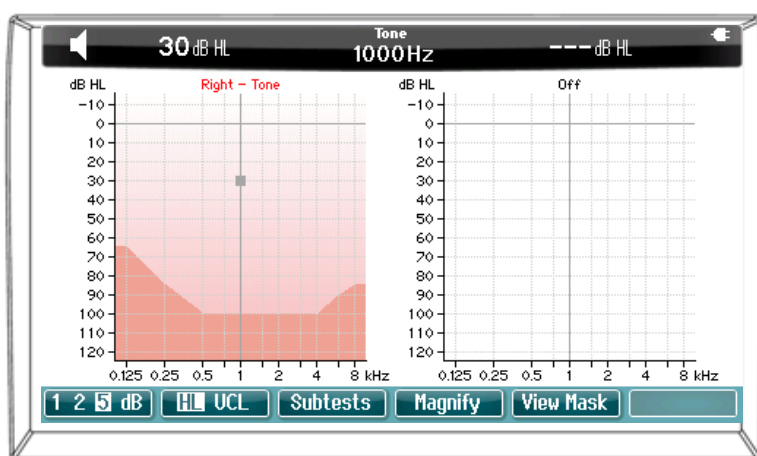 30 dB HL
Tone
1000Hz
--- dB HL
dB HL
Right - Tone
-10
0
10
20
30
40
50
60
70
80
90
100
110
120
0.125 0.25 0.5 1 2 4 8 kHz
dB HL
Off
-10
0
10
20
30
40
50
60
70
80
90
100
110
120
0.125 0.25 0.5 1 2 4 8 kHz
1 2 5 dB
HL UCL
Subtests
Magnify
View Mask